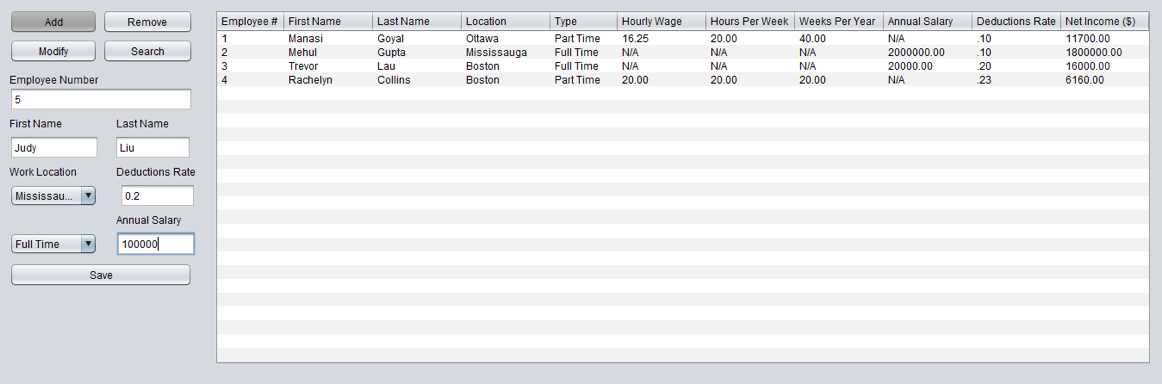 Add Remove
Modify Search
Employee Number
5
First Name Last Name
Judy Liu
Work Location Deductions Rate
Mississau... 0.2
Annual Salary
Full Time 100000
Save
Employee # First Name Last Name Location Type Hourly Wage Hours Per Week Weeks Per Year Annual Salary Deductions Rate Net Income ($)
1 Manasi Goyal Ottawa Part Time 16.25 20.00 40.00 N/A .10 11700.00
2 Mehul Gupta Mississauga Full Time N/A N/A N/A 2000000.00 .10 1800000.00
3 Trevor Lau Boston Full Time N/A N/A N/A 20000.00 .20 16000.00
4 Rachelyn Collins Boston Part Time 20.00 20.00 20.00 N/A .23 6160.00